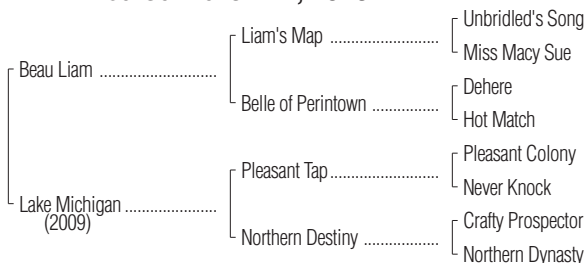 Unbridled's Song
Liam's Map
Miss Macy Sue
Beau Liam
Dehere
Belle of Perintown
Hot Match
Pleasant Colony
Pleasant Tap
Never Knock
Lake Michigan
(2009)
Crafty Prospector
Northern Destiny
Northern Dynasty